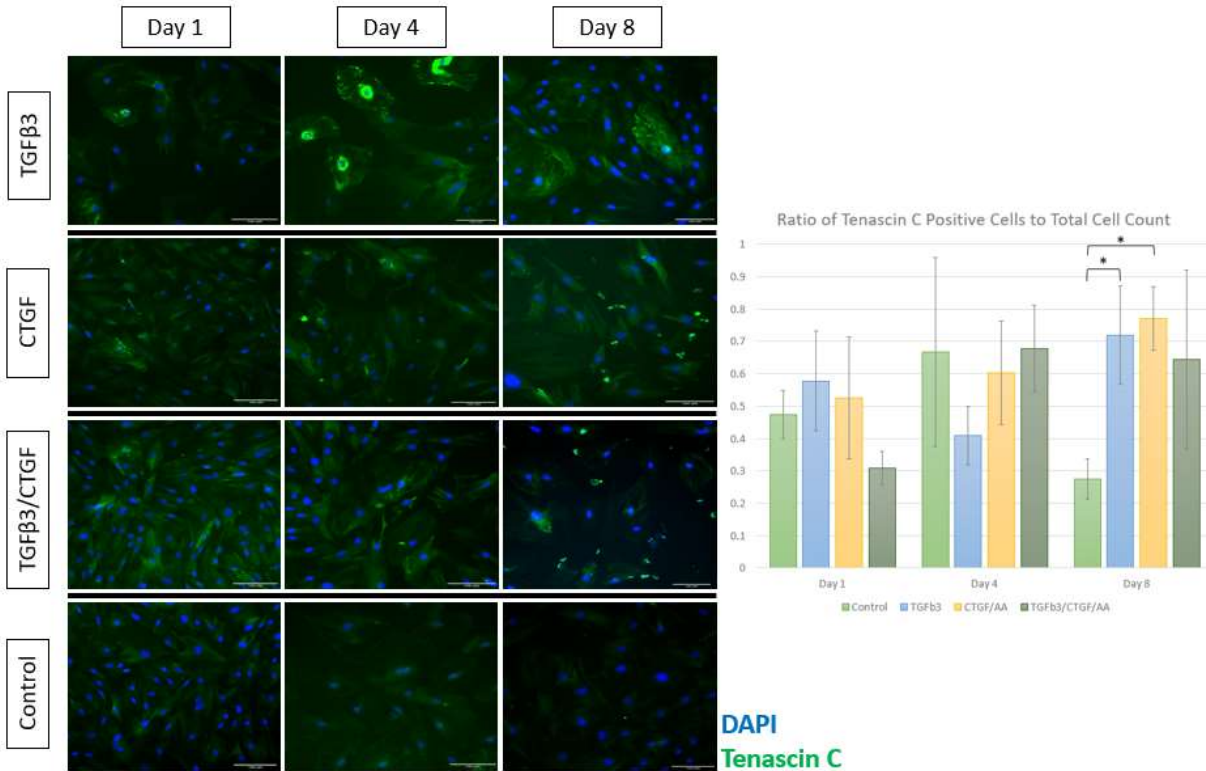 Day 1
Day 4
Day 8
TGFβ3
CTGF
TGFβ3/CTGF
Control
Ratio of Tenascin C Positive Cells to Total Cell Count
1
0.9
0.8
0.7
0.6
0.5
0.4
0.3
0.2
0.1
0
*
*
Day 1
Day 4
Day 8
Control TGFb3 CTGF/AA TGFb3/CTGF/AA
DAPI
Tenascin C